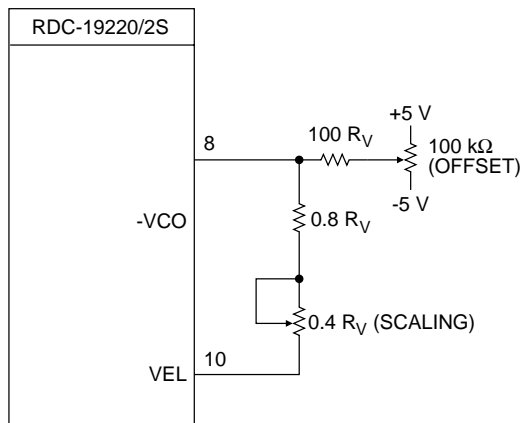 RDC-19220/2S
+5 V
8
100 R_V
100 kΩ
(OFFSET)
-5 V
-VCO
0.8 R_V
0.4 R_V (SCALING)
10
VEL